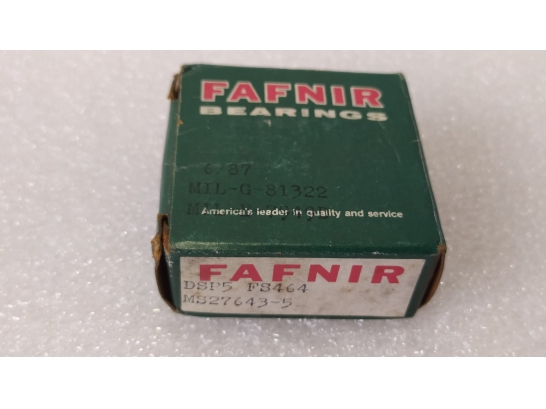 FAFNIR
BEARINGS
6/87
MIL-G-81322
America's leader in quality and service
FAFNIR
DSP5 FS464
MS27643-5